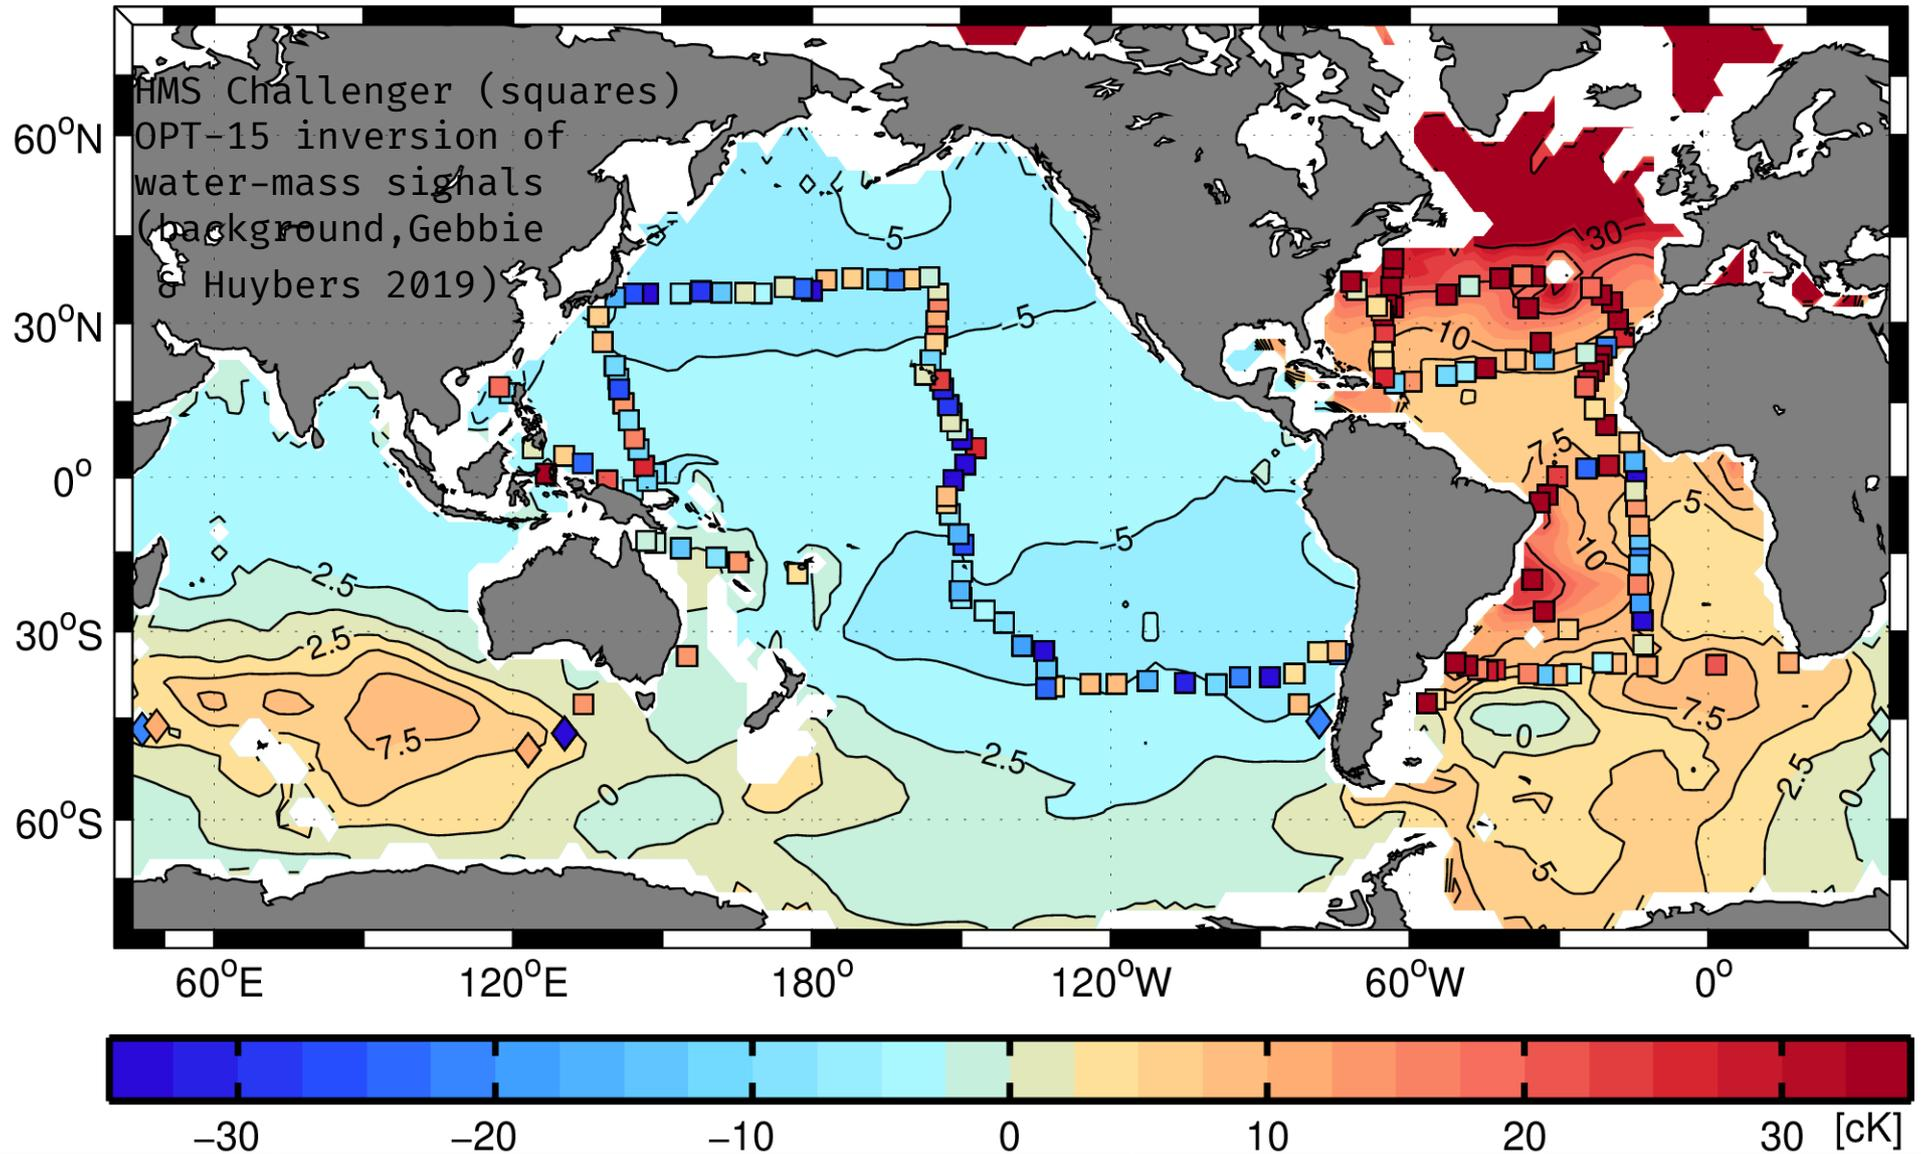 HMS Challenger (squares)
OPT-15 inversion of
water-mass signals
(background,Gebbie
& Huybers 2019)
60°N
30°N
0°
30°S
60°S
-5
-5
-5
-2.5
-2.5
2.5
7.5
0
30
10
7.5
5
10
7.5
0
2.5
0
5
60°E
120°E
180°
120°W
60°W
0°
−30
−20
−10
0
10
20
30
[cK]